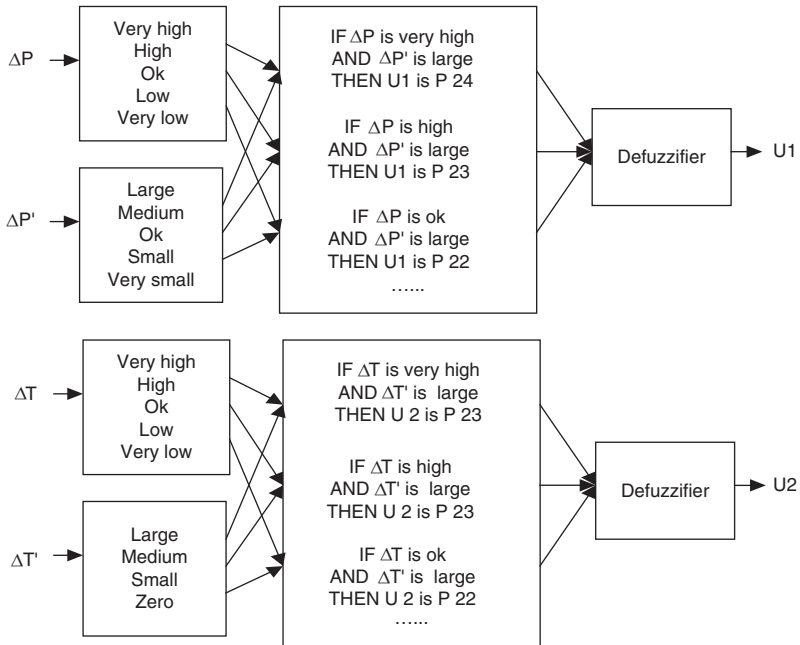 ΔP
Very high
High
Ok
Low
Very low
ΔP'
Large
Medium
Ok
Small
Very small
IF ΔP is very high
AND ΔP' is large
THEN U1 is P 24
IF ΔP is high
AND ΔP' is large
THEN U1 is P 23
IF ΔP is ok
AND ΔP' is large
THEN U1 is P 22
…...
Defuzzifier
U1
ΔT
Very high
High
Ok
Low
Very low
ΔT'
Large
Medium
Small
Zero
IF ΔT is very high
AND ΔT' is large
THEN U 2 is P 23
IF ΔT is high
AND ΔT' is large
THEN U 2 is P 23
IF ΔT is ok
AND ΔT' is large
THEN U 2 is P 22
…...
Defuzzifier
U2